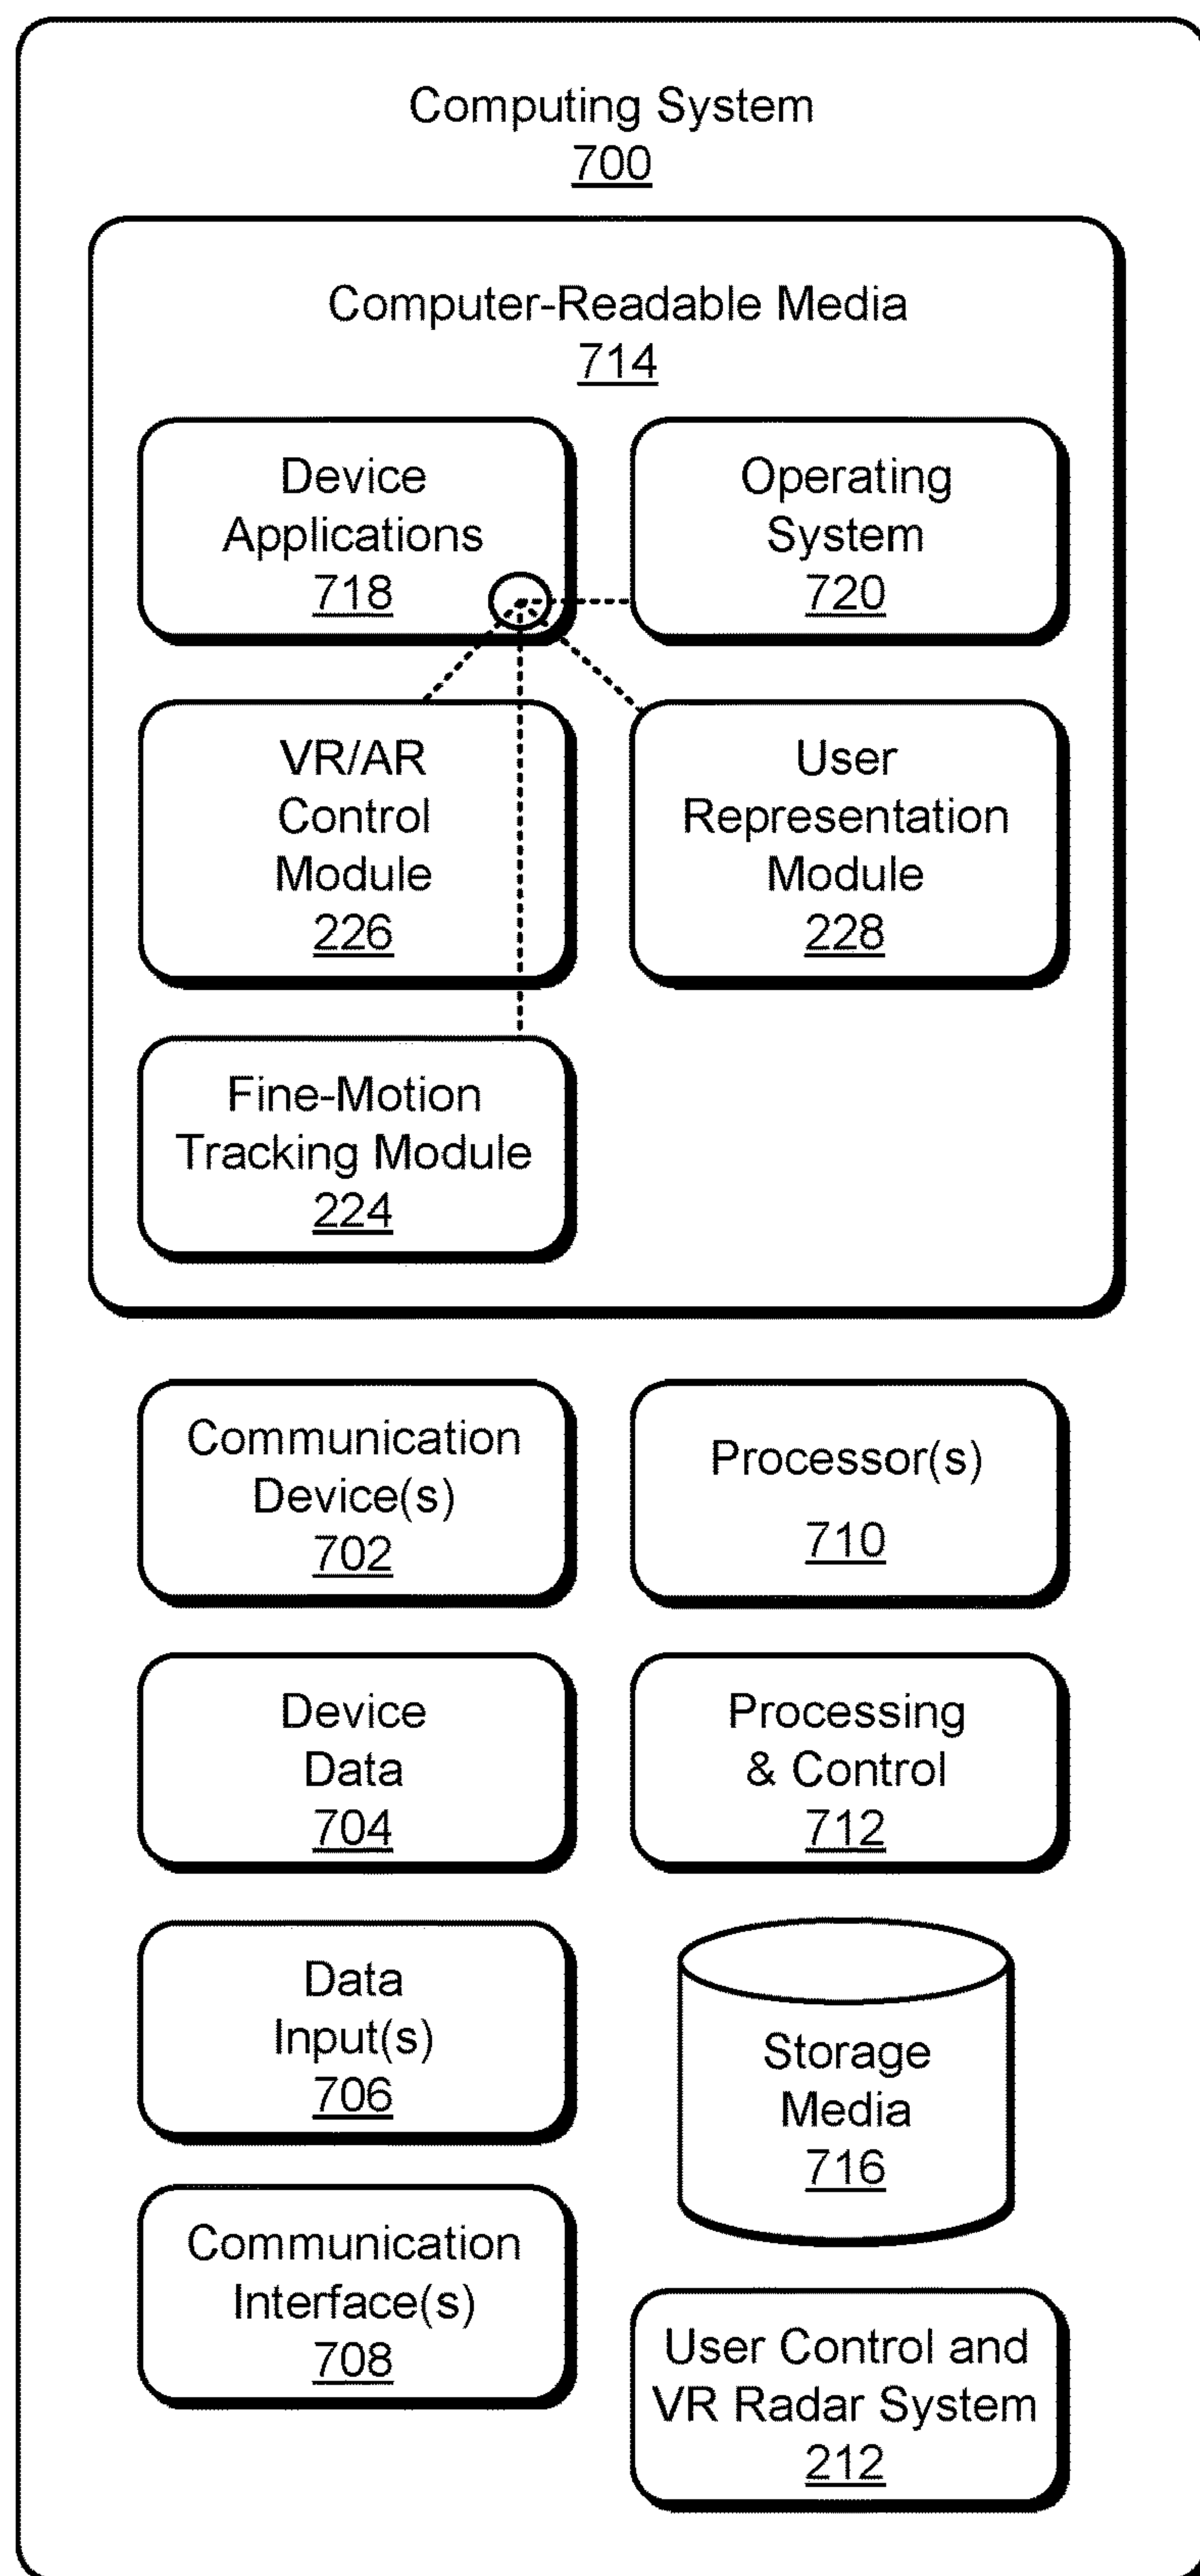 Computing System
700
Computer-Readable Media
714
Device
Applications
718
Operating
System
720
VR/AR
Control
Module
226
User
Representation
Module
228
Fine-Motion
Tracking Module
224
Communication
Device(s)
702
Processor(s)
710
Device
Data
704
Processing
& Control
712
Data
Input(s)
706
Storage
Media
716
Communication
Interface(s)
708
User Control and
VR Radar System
212